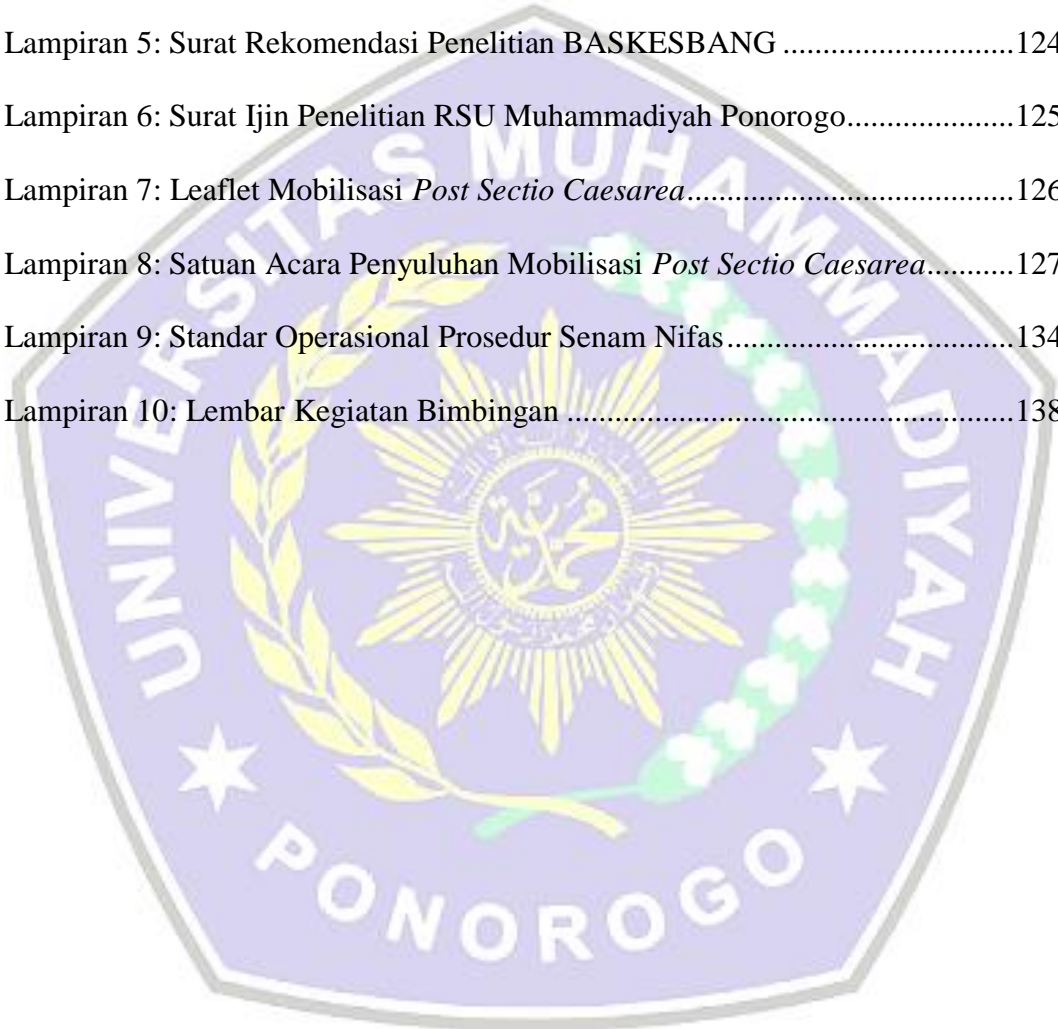 Lampiran 5: Surat Rekomendasi Penelitian BASKESBANG ..............................124
Lampiran 6: Surat Ijin Penelitian RSU Muhammadiyah Ponorogo.....................125
Lampiran 7: Leaflet Mobilisasi Post Sectio Caesarea.........................................126
Lampiran 8: Satuan Acara Penyuluhan Mobilisasi Post Sectio Caesarea...........127
Lampiran 9: Standar Operasional Prosedur Senam Nifas ...................................134
Lampiran 10: Lembar Kegiatan Bimbingan ........................................................138
UNIVERSITAS MUHAMMADIYAH
PONOROGO